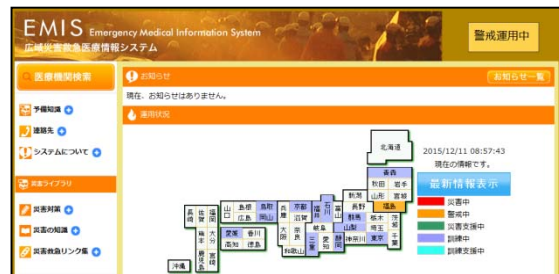 EMIS Emergency Medical Information System
広域災害救急医療情報システム
警戒運用中
医療機関検索
予備知識
連絡先
システムについて
災害ライブラリ
災害対策
災害の知識
災害救急リンク集
お知らせ
お知らせ一覧
現在、お知らせはありません。
運用状況
北海道
青森
秋田 岩手
新潟 山形 宮城
長野 福島
山口 島根 鳥取 兵庫 京都 福井 石川 富山 群馬 栃木 茨城
広島 岡山 滋賀 岐阜 山梨 埼玉 千葉
長崎 佐賀 福岡
熊本 大分
鹿児島 宮崎
愛媛 香川
高知 徳島
大阪 奈良
和歌山
三重 愛知 静岡 神奈川 東京
沖縄
2015/12/11 08:57:43
現在の情報です。
最新情報表示
災害中
警戒中
災害支援中
訓練中
訓練支援中